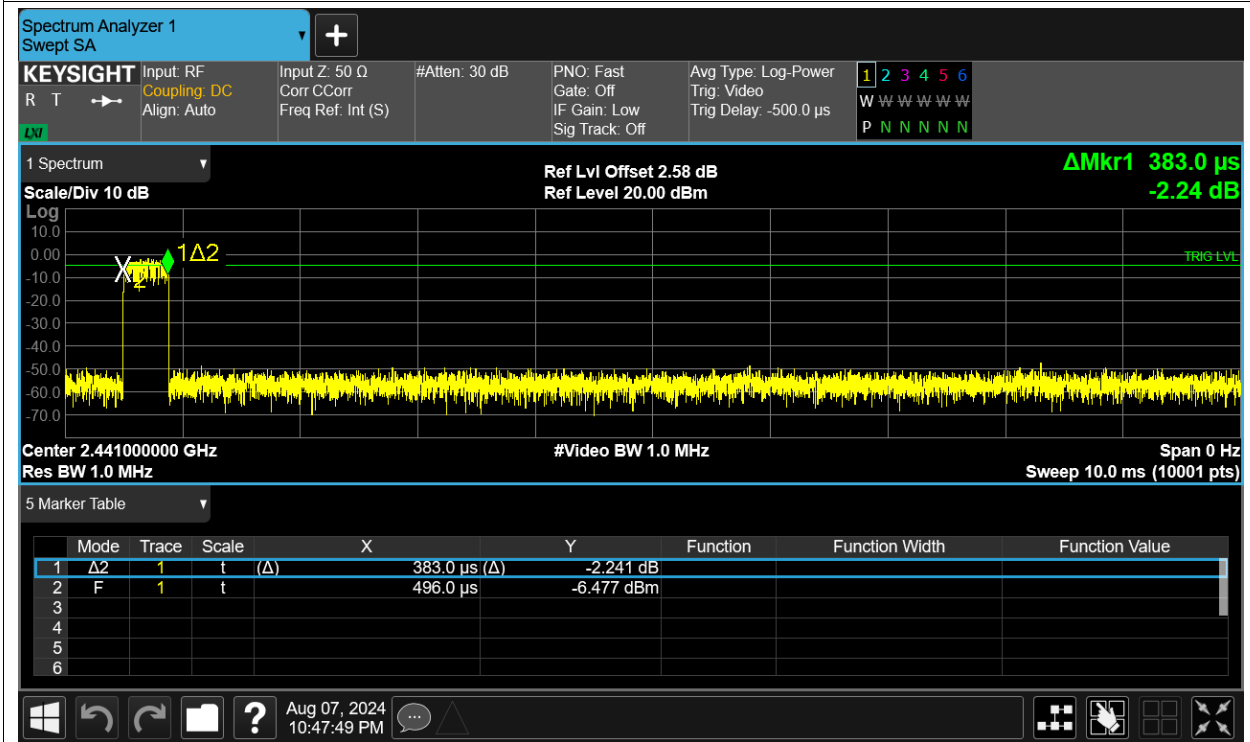 Spectrum Analyzer 1
Swept SA
+
KEYSIGHT
R T
LXI
Input: RF
Coupling: DC
Align: Auto
Input Z: 50 Ω
Corr CCorr
Freq Ref: Int (S)
#Atten: 30 dB
PNO: Fast
Gate: Off
IF Gain: Low
Sig Track: Off
Avg Type: Log-Power
Trig: Video
Trig Delay: -500.0 µs
1 2 3 4 5 6
W W W W W W
P N N N N N
1 Spectrum
Scale/Div 10 dB
Ref Lvl Offset 2.58 dB
Ref Level 20.00 dBm
ΔMkr1 383.0 µs
-2.24 dB
Log
10.0
0.00
-10.0
-20.0
-30.0
-40.0
-50.0
-60.0
-70.0
X
2
1Δ2
TRIG LVL
Center 2.441000000 GHz
Res BW 1.0 MHz
#Video BW 1.0 MHz
Span 0 Hz
Sweep 10.0 ms (10001 pts)
5 Marker Table
Mode Trace Scale X Y Function Function Width Function Value
1 Δ2 1 t (Δ) 383.0 µs (Δ) -2.241 dB
2 F 1 t 496.0 µs -6.477 dBm
3
4
5
6
?
Aug 07, 2024
10:47:49 PM